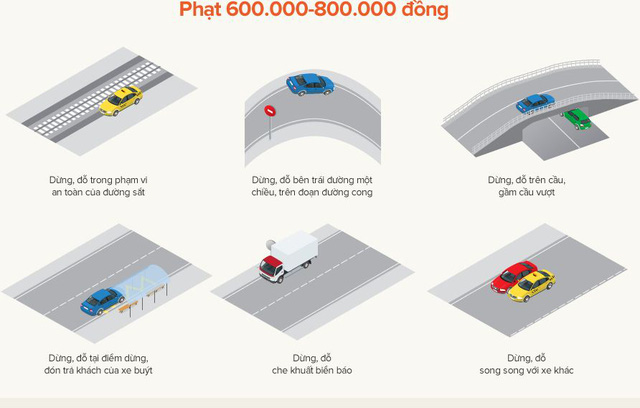 Phạt 600.000-800.000 đồng
Dừng, đỗ trong phạm vi
an toàn của đường sắt
Dừng, đỗ bên trái đường một
chiều, trên đoạn đường cong
Dừng, đỗ trên cầu,
gầm cầu vượt
Dừng, đỗ tại điểm dừng,
đón trả khách của xe buýt
Dừng, đỗ
che khuất biển báo
Dừng, đỗ
song song với xe khác